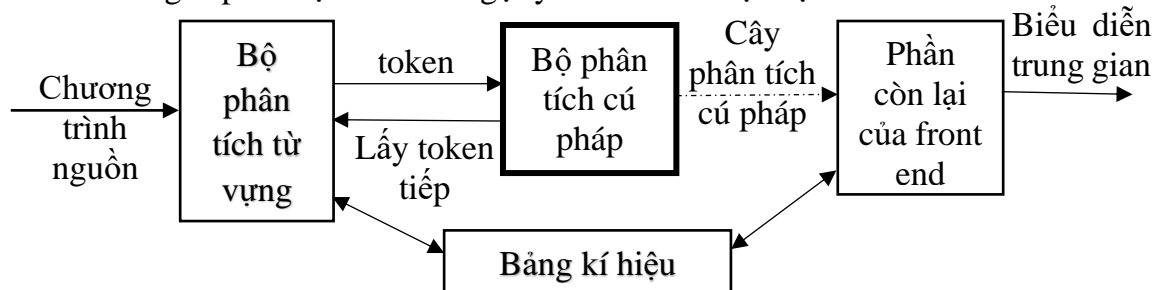 Chương
trình
nguồn
Bộ
phân
tích từ
vựng
token
Lấy token
tiếp
Bộ phân
tích cú
pháp
Cây
phân tích
cú pháp
Phần
còn lại
của front
end
Biểu diễn
trung gian
Bảng kí hiệu